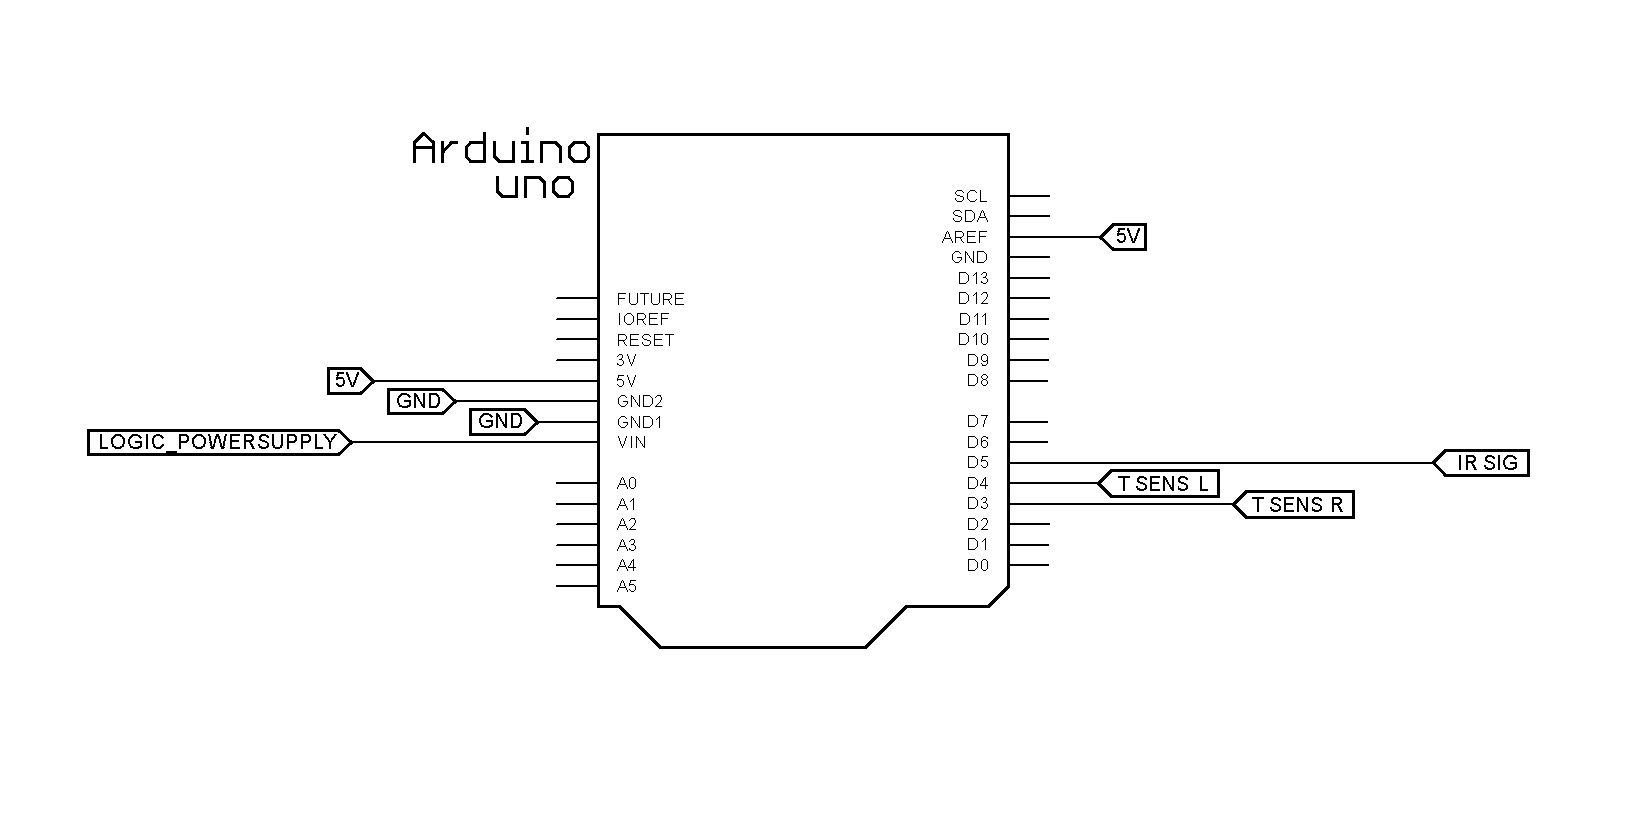 Arduino
uno
SCL
SDA
AREF
5V
GND
D13
FUTURE
D12
IOREF
D11
RESET
D10
3V
D9
5V
5V
D8
GND
GND2
GND
GND1
D7
LOGIC_POWERSUPPLY
VIN
D6
D5
IR SIG
A0
D4
T SENS L
A1
D3
T SENS R
A2
D2
A3
D1
A4
D0
A5